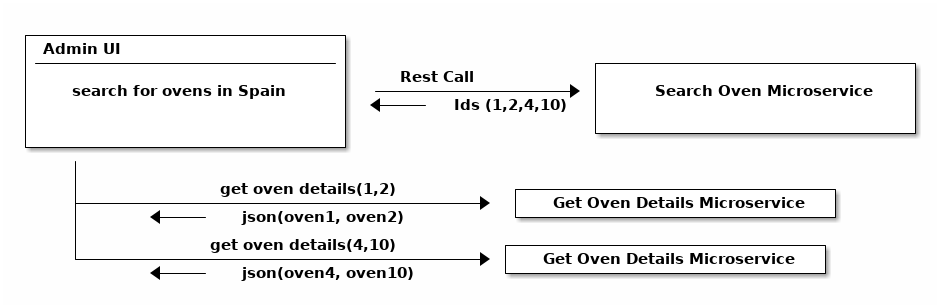 Admin UI
search for ovens in Spain
Rest Call
Ids (1,2,4,10)
Search Oven Microservice
get oven details(1,2)
json(oven1, oven2)
Get Oven Details Microservice
get oven details(4,10)
json(oven4, oven10)
Get Oven Details Microservice